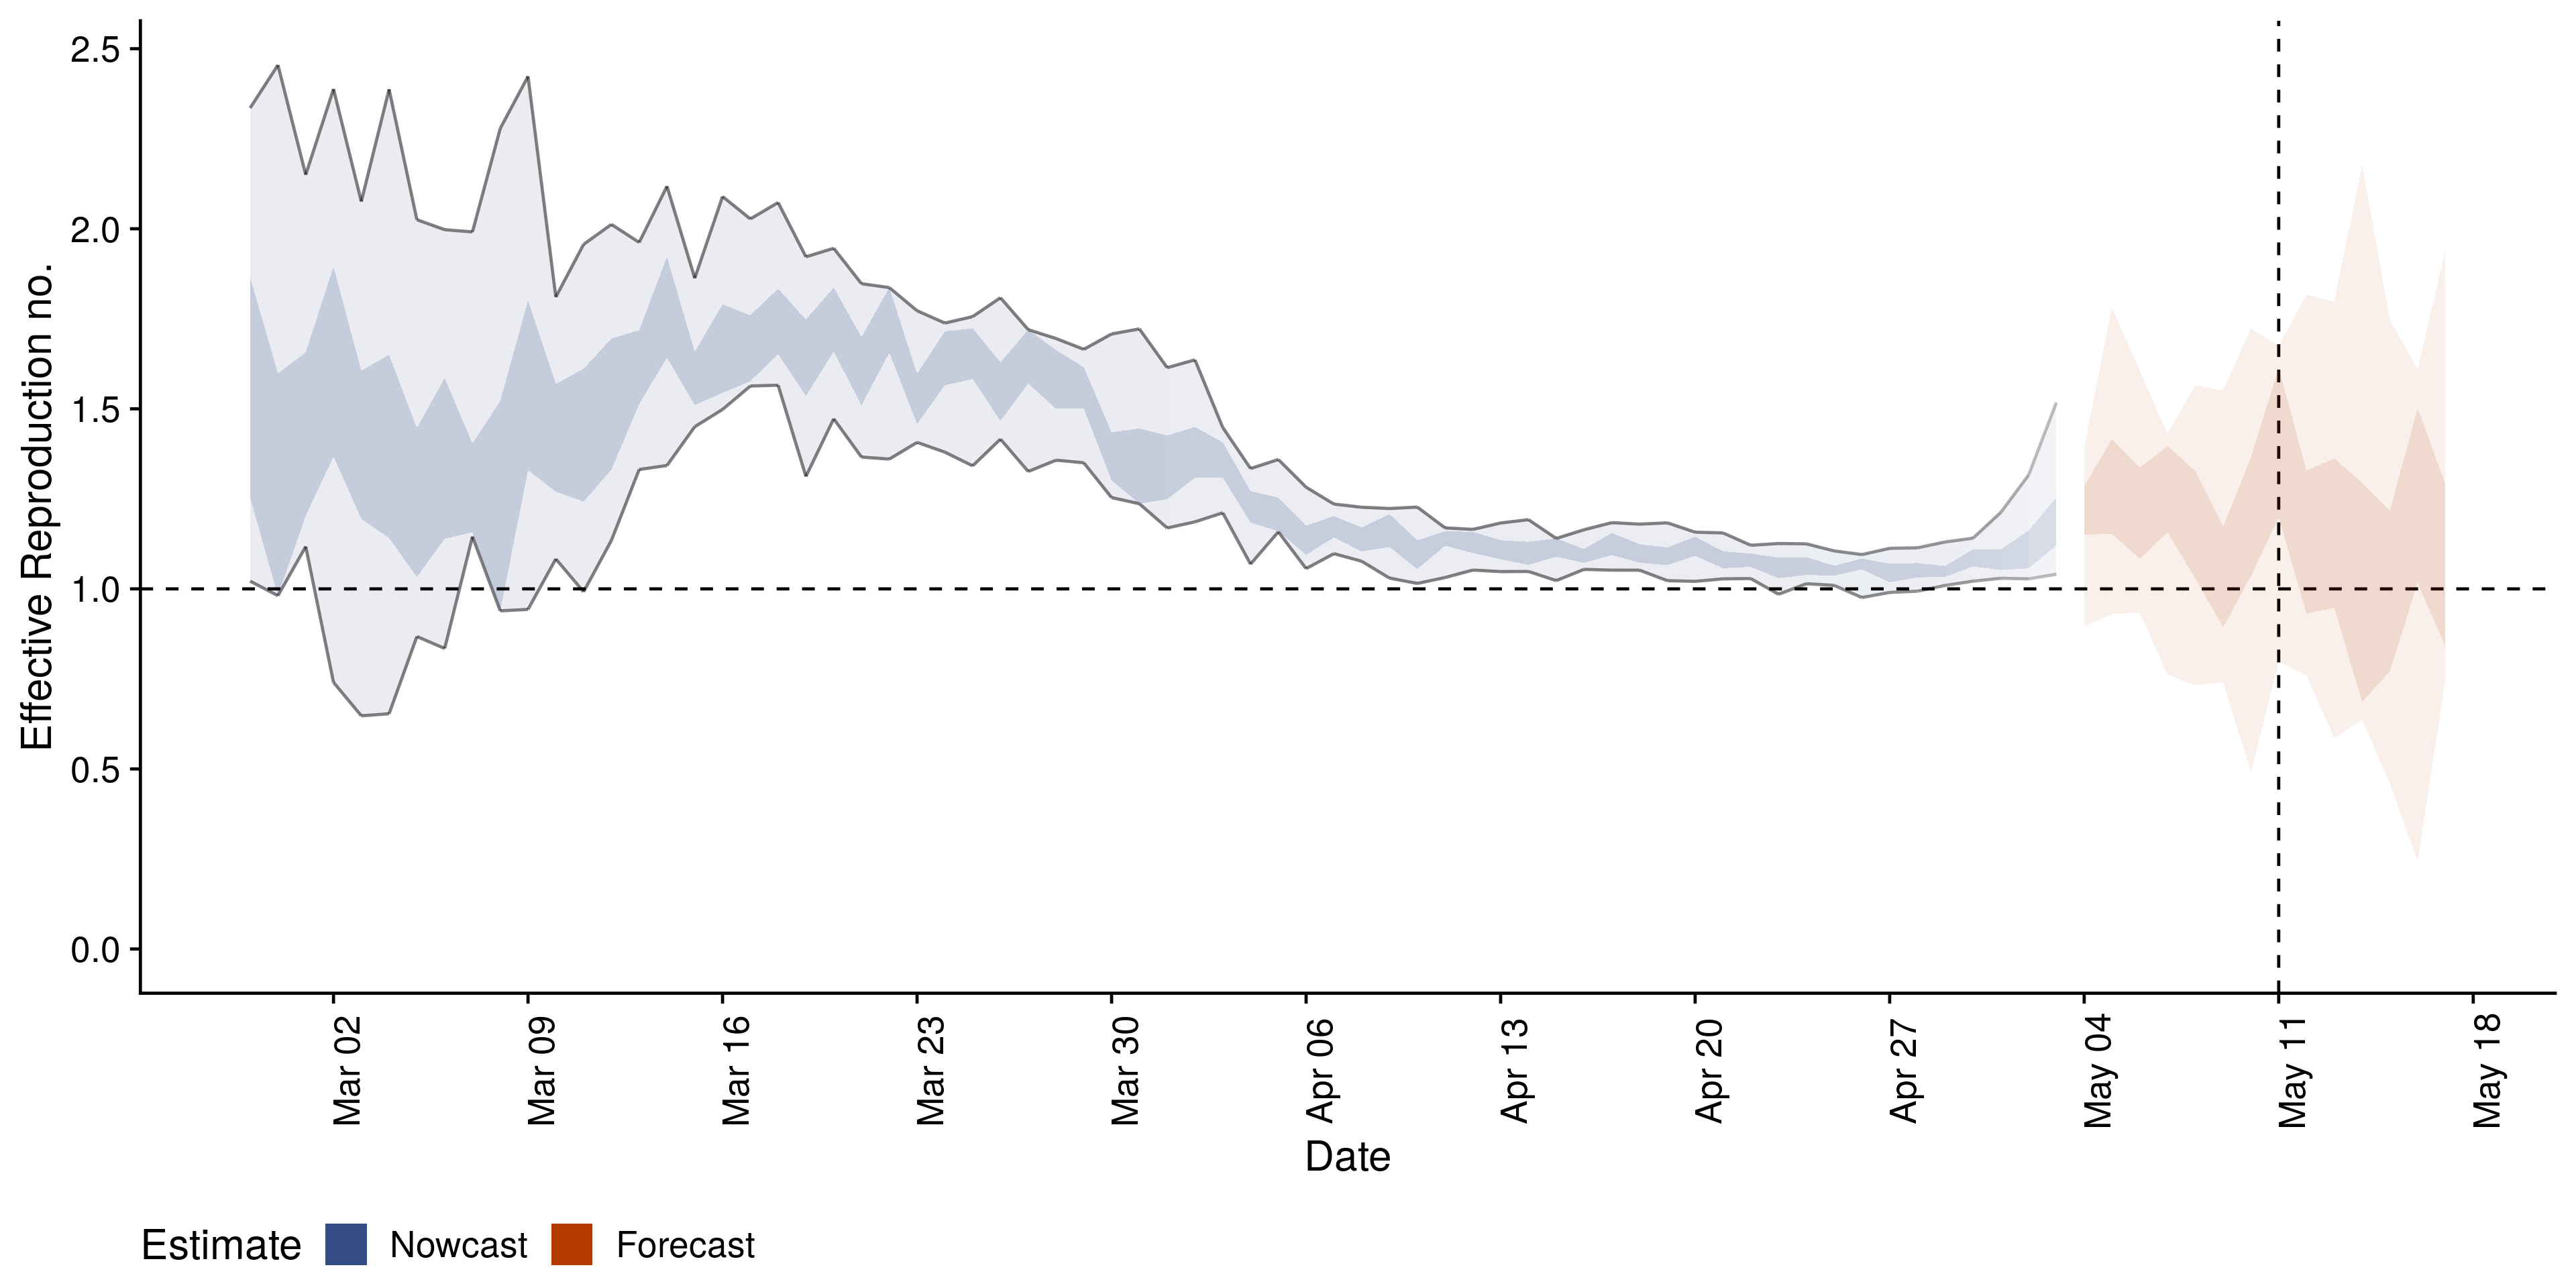 Effective Reproduction no.
2.5
2.0
1.5
1.0
0.5
0.0
Mar 02
Mar 09
Mar 16
Mar 23
Mar 30
Apr 06
Apr 13
Apr 20
Apr 27
May 04
May 11
May 18
Date
Estimate Nowcast Forecast